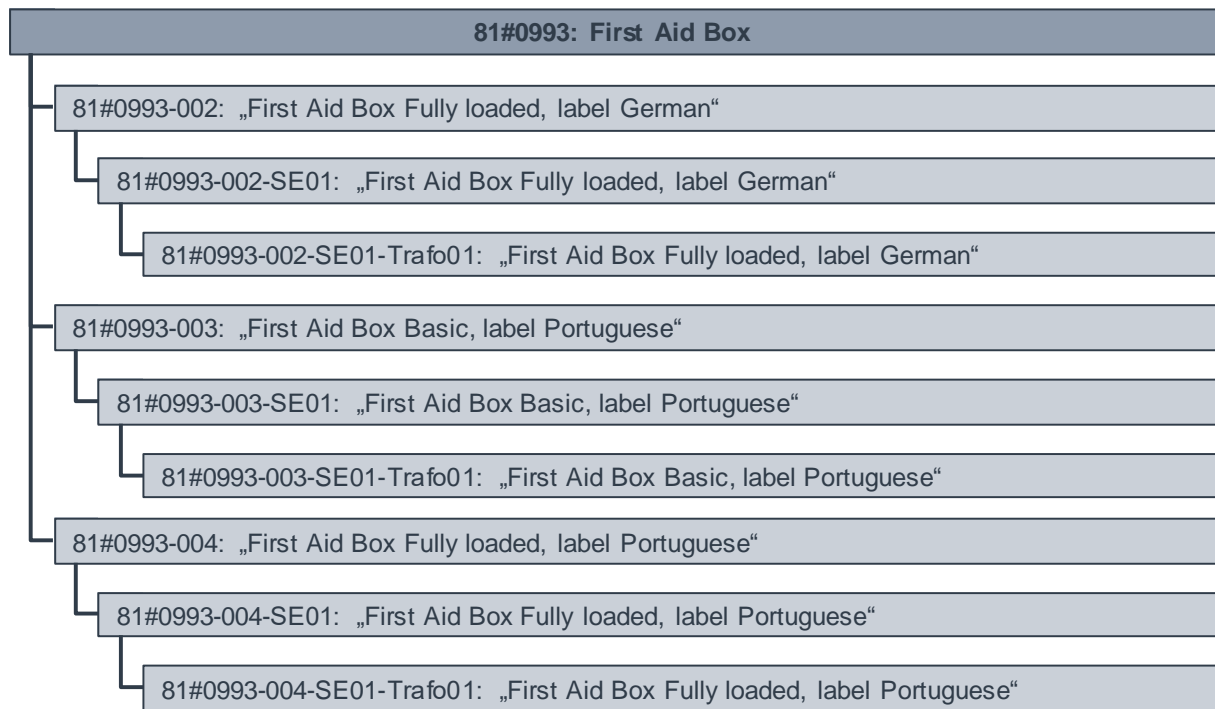 81#0993: First Aid Box
81#0993-002: „First Aid Box Fully loaded, label German“
81#0993-002-SE01: „First Aid Box Fully loaded, label German“
81#0993-002-SE01-Trafo01: „First Aid Box Fully loaded, label German“
81#0993-003: „First Aid Box Basic, label Portuguese“
81#0993-003-SE01: „First Aid Box Basic, label Portuguese“
81#0993-003-SE01-Trafo01: „First Aid Box Basic, label Portuguese“
81#0993-004: „First Aid Box Fully loaded, label Portuguese“
81#0993-004-SE01: „First Aid Box Fully loaded, label Portuguese“
81#0993-004-SE01-Trafo01: „First Aid Box Fully loaded, label Portuguese“